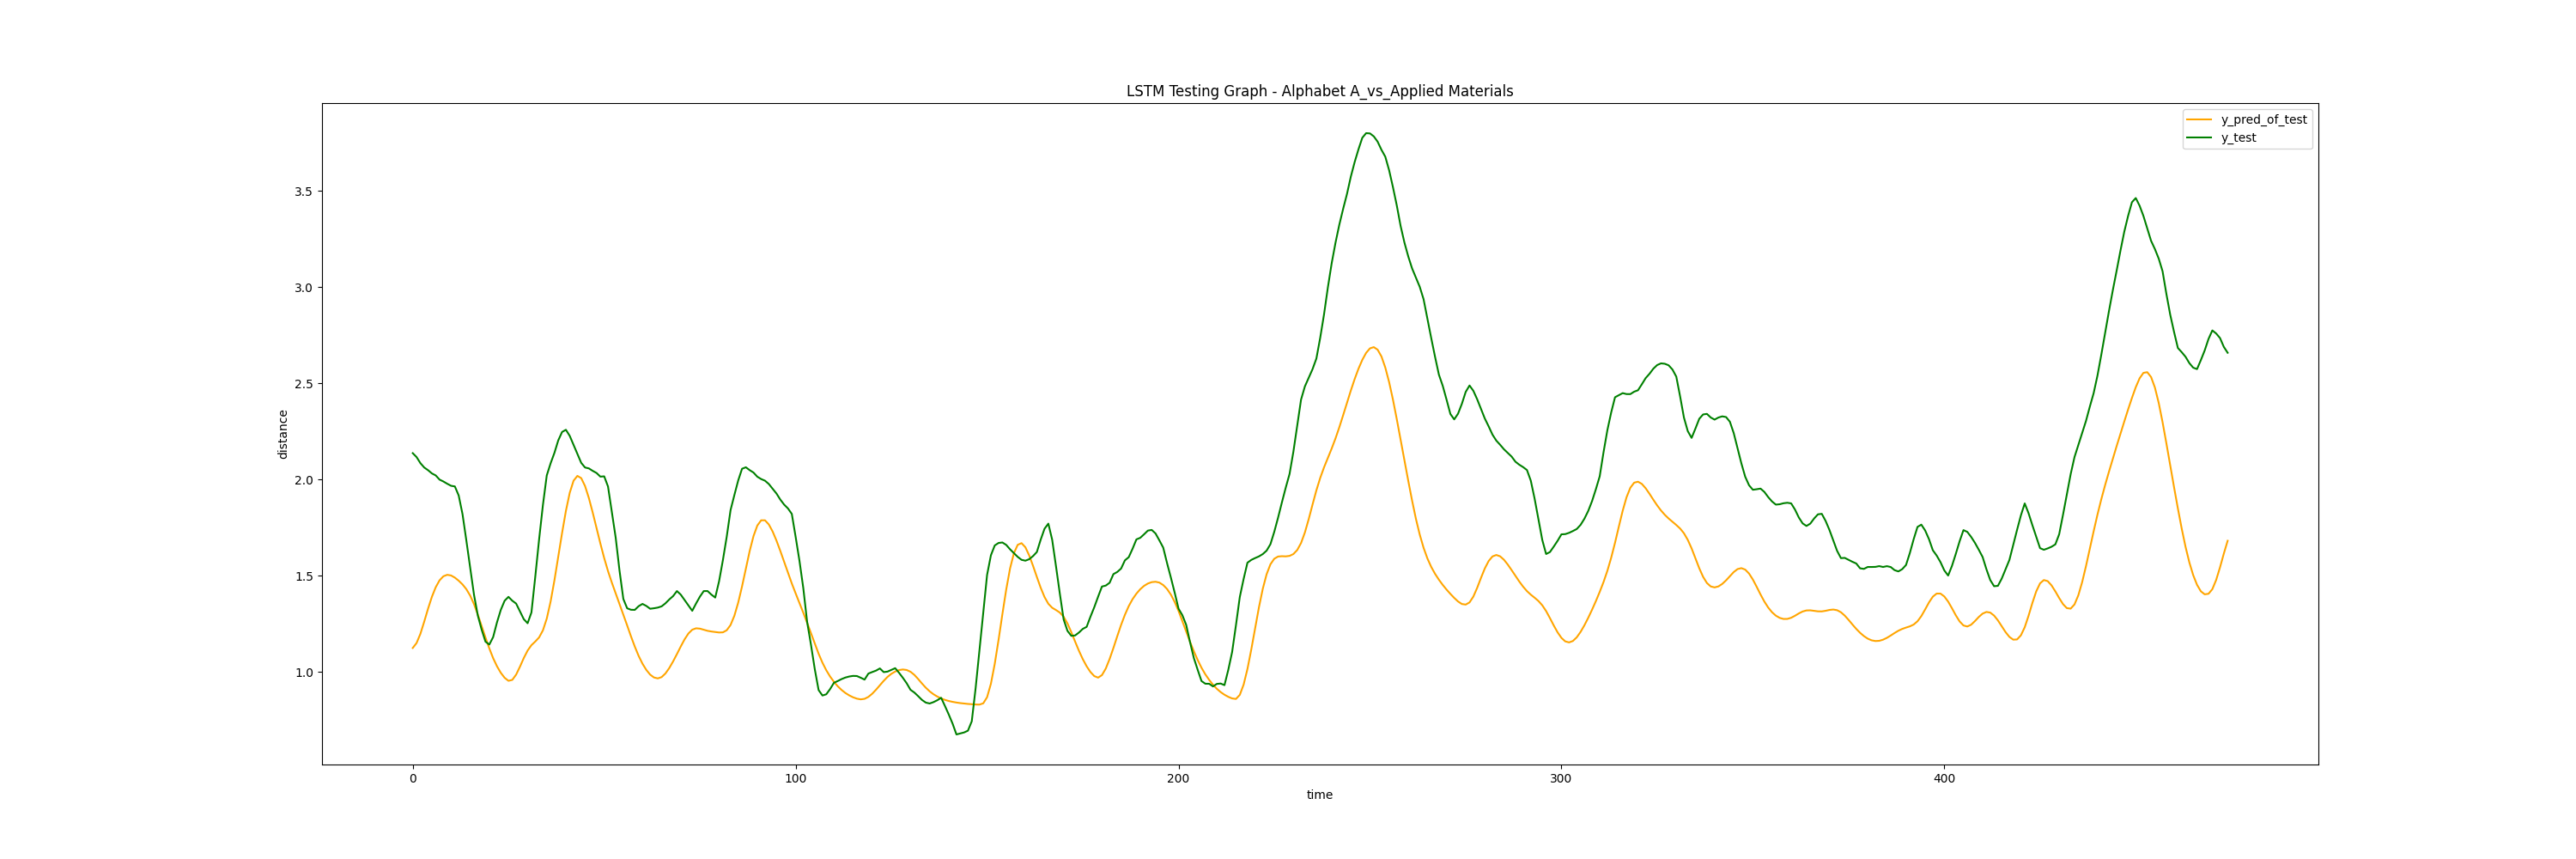 LSTM Testing Graph - Alphabet A_vs_Applied Materials
y_pred_of_test
y_test
distance
3.5
3.0
2.5
2.0
1.5
1.0
0 100 200 300 400
time